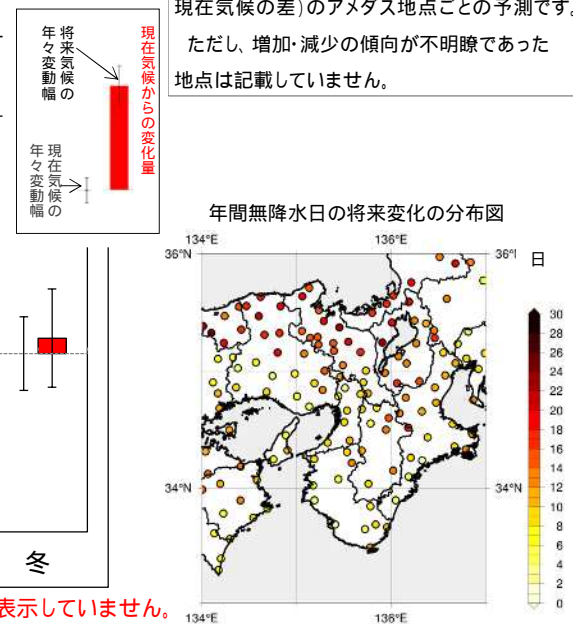 現在気候の差)のアメダス地点ごとの予測です。
ただし、増加・減少の傾向が不明瞭であった
地点は記載していません。
現在気候からの変化量
将来気候の
年々変動幅
現在気候の
年々変動幅
年間無降水日の将来変化の分布図
134°E
136°E
36°N
36°
日
30
28
26
24
22
20
18
16
14
12
10
8
6
4
2
0
34°N
34°N
134°E
136°E
冬
表示していません。